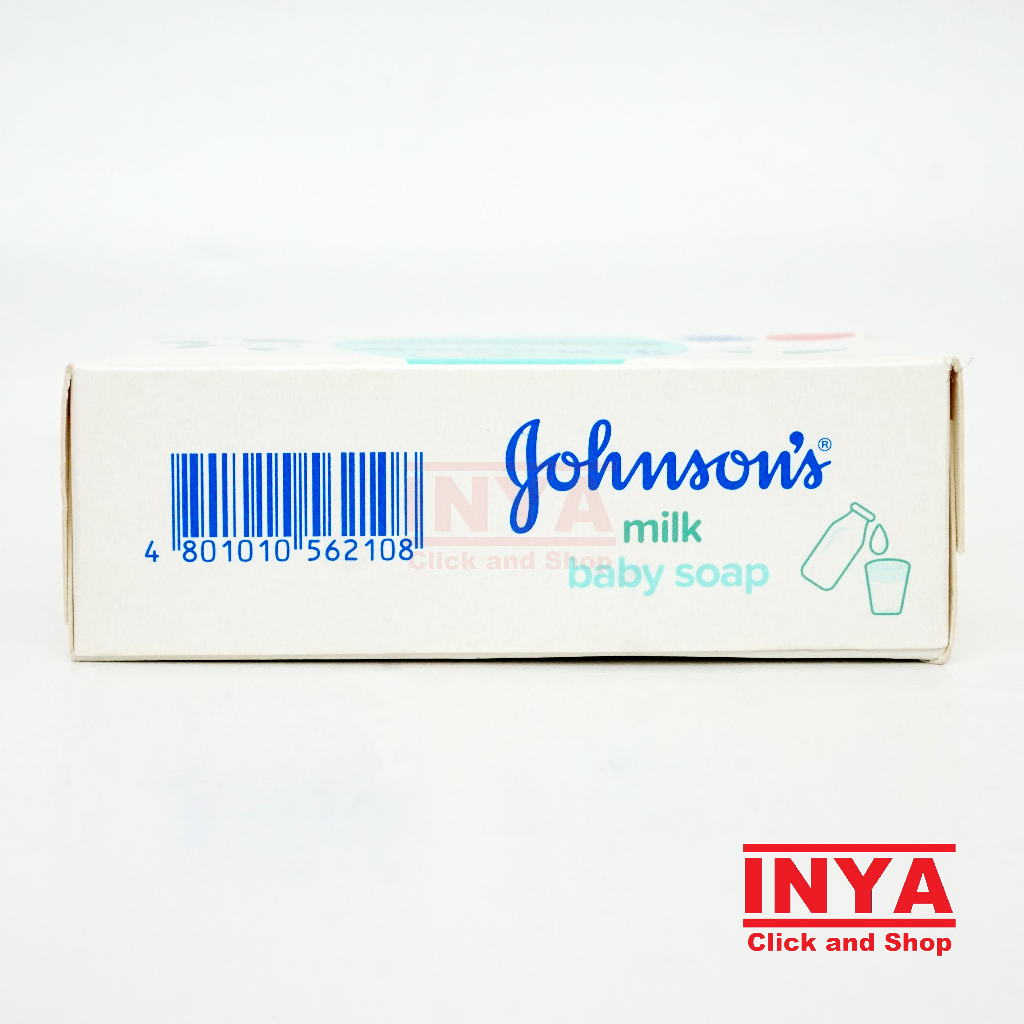 Johnson's®
milk
baby soap
4 801010 562108
INYA
Click and Shop
INYA
Click and Shop